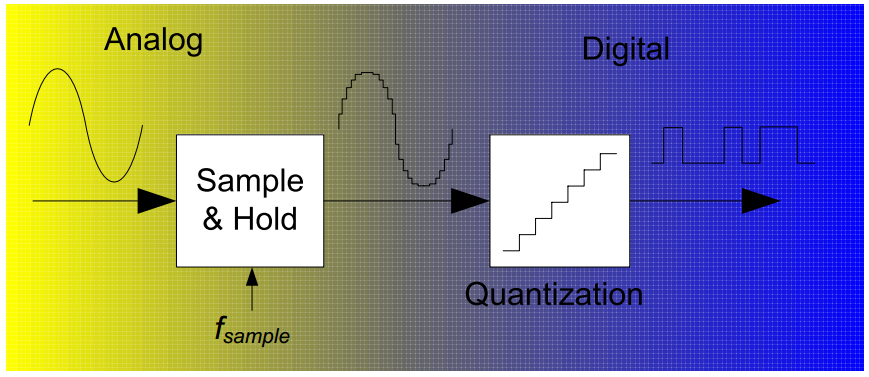 Analog
Digital
Sample
& Hold
Quantization
fsample